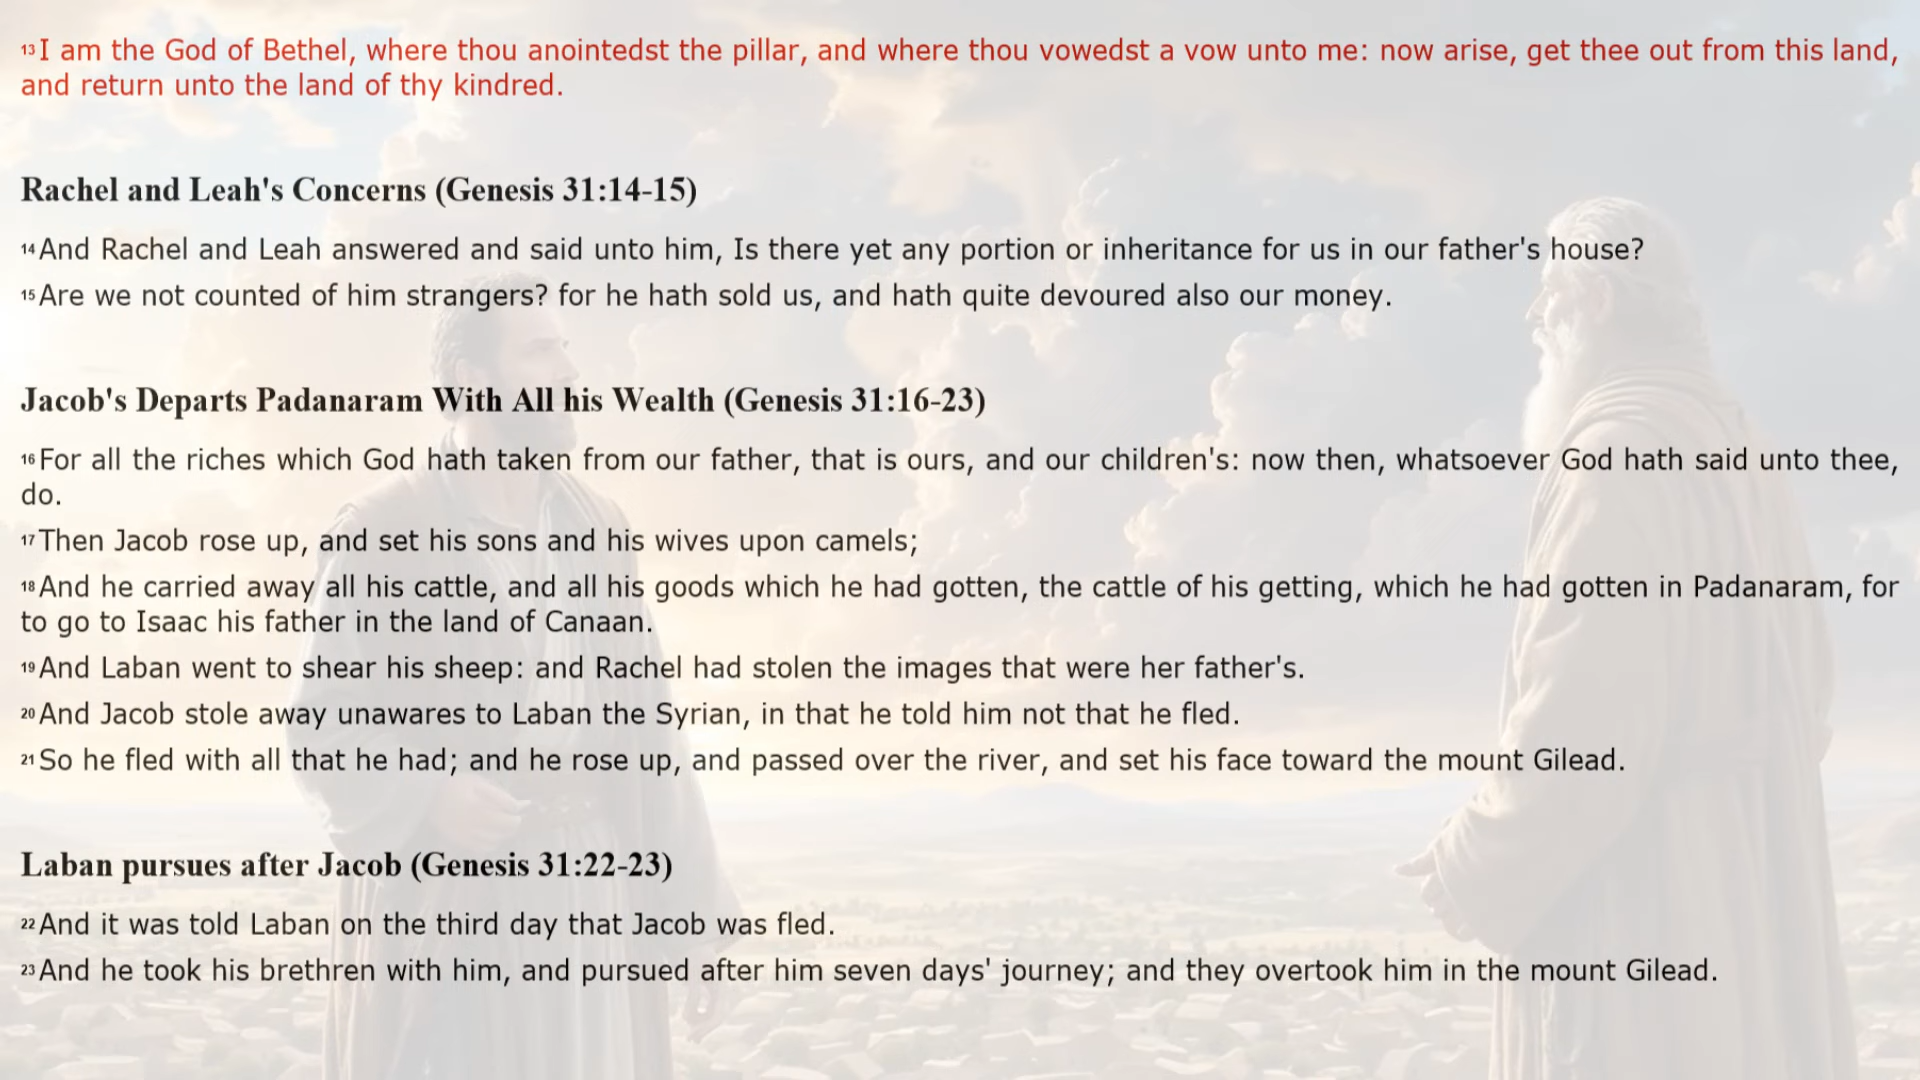 13 I am the God of Bethel, where thou anointedst the pillar, and where thou vowedst a vow unto me: now arise, get thee out from this land,
and return unto the land of thy kindred.
Rachel and Leah's Concerns (Genesis 31:14-15)
14 And Rachel and Leah answered and said unto him, Is there yet any portion or inheritance for us in our father's house?
15 Are we not counted of him strangers? for he hath sold us, and hath quite devoured also our money.
Jacob's Departs Padanaram With All his Wealth (Genesis 31:16-23)
16 For all the riches which God hath taken from our father, that is ours, and our children's: now then, whatsoever God hath said unto thee,
do.
17 Then Jacob rose up, and set his sons and his wives upon camels;
18 And he carried away all his cattle, and all his goods which he had gotten, the cattle of his getting, which he had gotten in Padanaram, for
to go to Isaac his father in the land of Canaan.
19 And Laban went to shear his sheep: and Rachel had stolen the images that were her father's.
20 And Jacob stole away unawares to Laban the Syrian, in that he told him not that he fled.
21 So he fled with all that he had; and he rose up, and passed over the river, and set his face toward the mount Gilead.
Laban pursues after Jacob (Genesis 31:22-23)
22 And it was told Laban on the third day that Jacob was fled.
23 And he took his brethren with him, and pursued after him seven days' journey; and they overtook him in the mount Gilead.